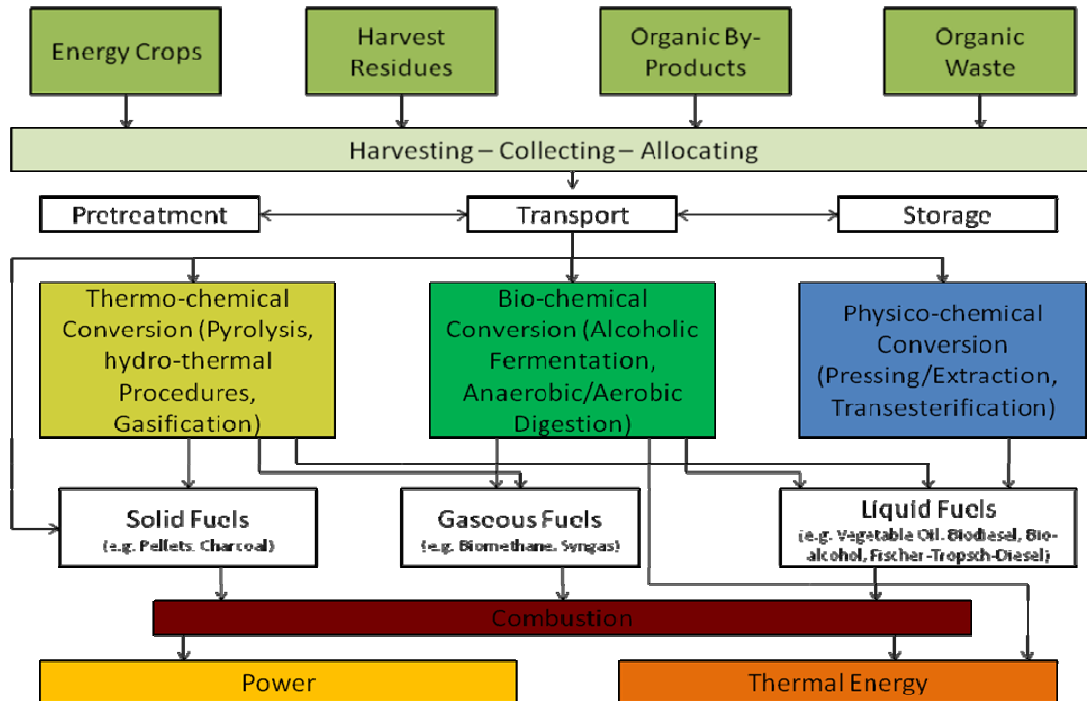 Energy Crops
Harvest
Residues
Organic By-
Products
Organic
Waste
Harvesting – Collecting – Allocating
Pretreatment
Transport
Storage
Thermo-chemical
Conversion (Pyrolysis,
hydro-thermal
Procedures,
Gasification)
Bio-chemical
Conversion (Alcoholic
Fermentation,
Anaerobic/Aerobic
Digestion)
Physico-chemical
Conversion
(Pressing/Extraction,
Transesterification)
Solid Fuels
(e.g. Pellets, Charcoal)
Gaseous Fuels
(e.g. Biomethane, Syngas)
Liquid Fuels
(e.g. Vegetable Oil, Biodiesel, Bio-
alcohol, Fischer-Tropsch-Diesel)
Combustion
Power
Thermal Energy